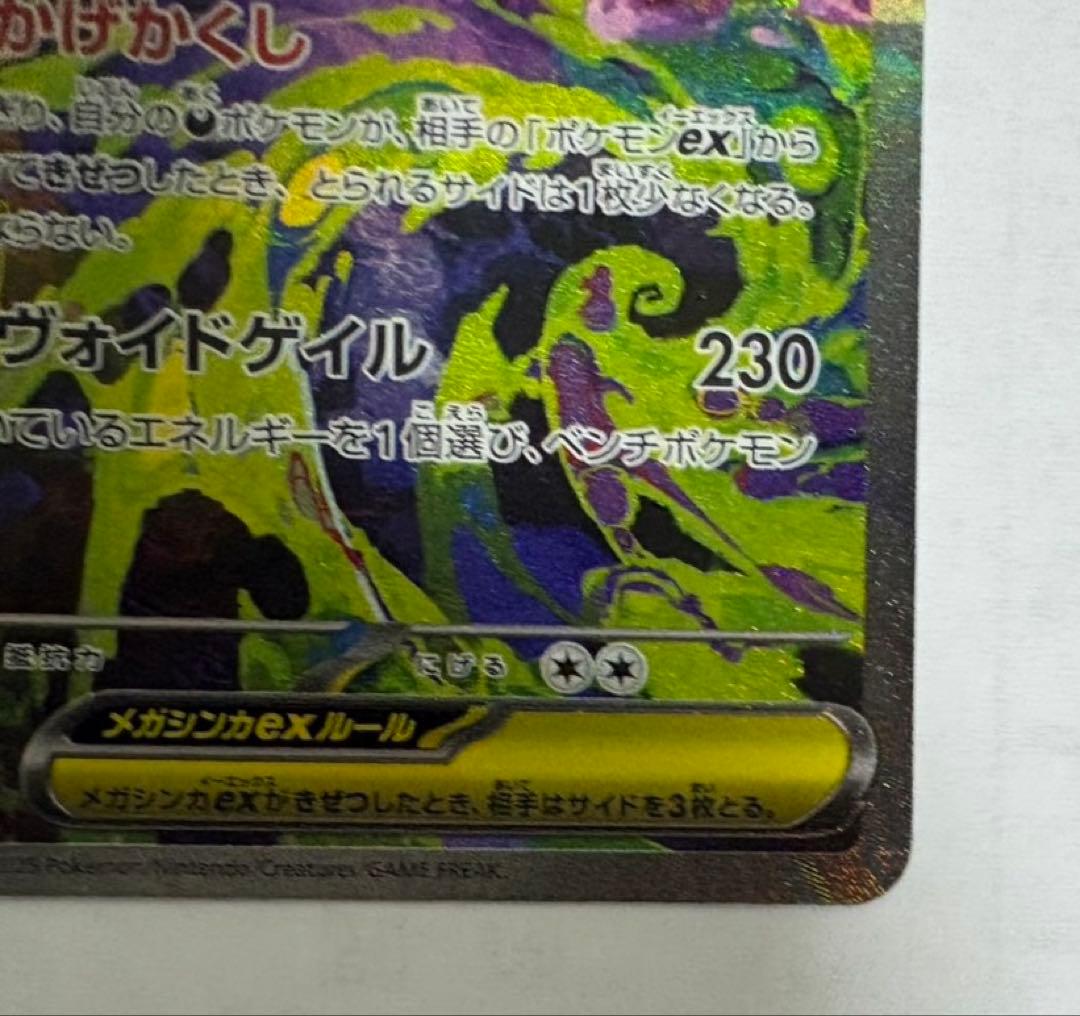 かげかくし
り、自分のポケモンが、相手の「ポケモンex」から
てきぜつしたとき、とられるサイドは1枚少なくなる。
らない。
ヴォイドゲイル 230
いているエネルギーを1個選び、ベンチポケモン
抵抗力 にげる
メガシンカexルール
メガシンカexがきぜつしたとき、相手はサイドを3枚とる。
25 Pokémon/Nintendo/Creatures/GAME FREAK.